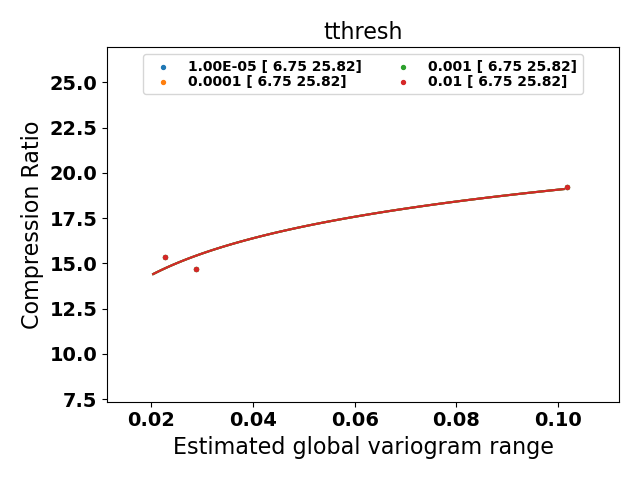 tthresh
1.00E-05 [ 6.75 25.82]
0.0001 [ 6.75 25.82]
0.001 [ 6.75 25.82]
0.01 [ 6.75 25.82]
Compression Ratio
25.0
22.5
20.0
17.5
15.0
12.5
10.0
7.5
0.02 0.04 0.06 0.08 0.10
Estimated global variogram range